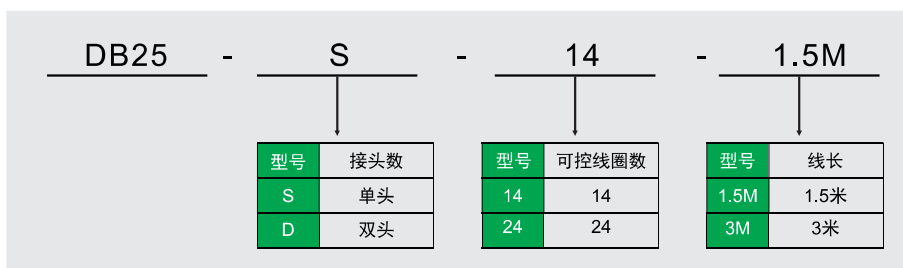 DB25 - S - 14 - 1.5M
型号 接头数 型号 可控线圈数 型号 线长
S 单头 14 14 1.5M 1.5米
D 双头 24 24 3M 3米